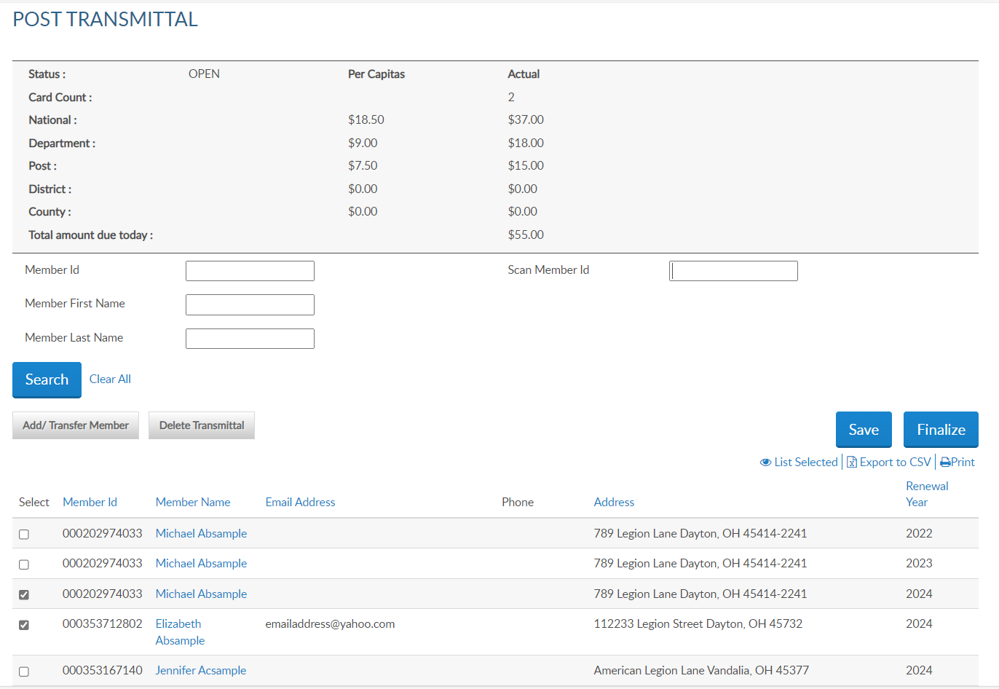 POST TRANSMITTAL
Status : OPEN Per Capitas Actual
Card Count : 2
National : $18.50 $37.00
Department : $9.00 $18.00
Post : $7.50 $15.00
District : $0.00 $0.00
County : $0.00 $0.00
Total amount due today : $55.00
Member Id Scan Member Id
Member First Name
Member Last Name
Search Clear All
Add/ Transfer Member Delete Transmittal Save Finalize
List Selected Export to CSV Print
Select Member Id Member Name Email Address Phone Address Renewal
Year
000202974033 Michael Absample 789 Legion Lane Dayton, OH 45414-2241 2022
000202974033 Michael Absample 789 Legion Lane Dayton, OH 45414-2241 2023
000202974033 Michael Absample 789 Legion Lane Dayton, OH 45414-2241 2024
000353712802 Elizabeth emailaddress@yahoo.com 112233 Legion Street Dayton, OH 45732 2024
Absample
000353167140 Jennifer Acsample American Legion Lane Vandalia, OH 45377 2024